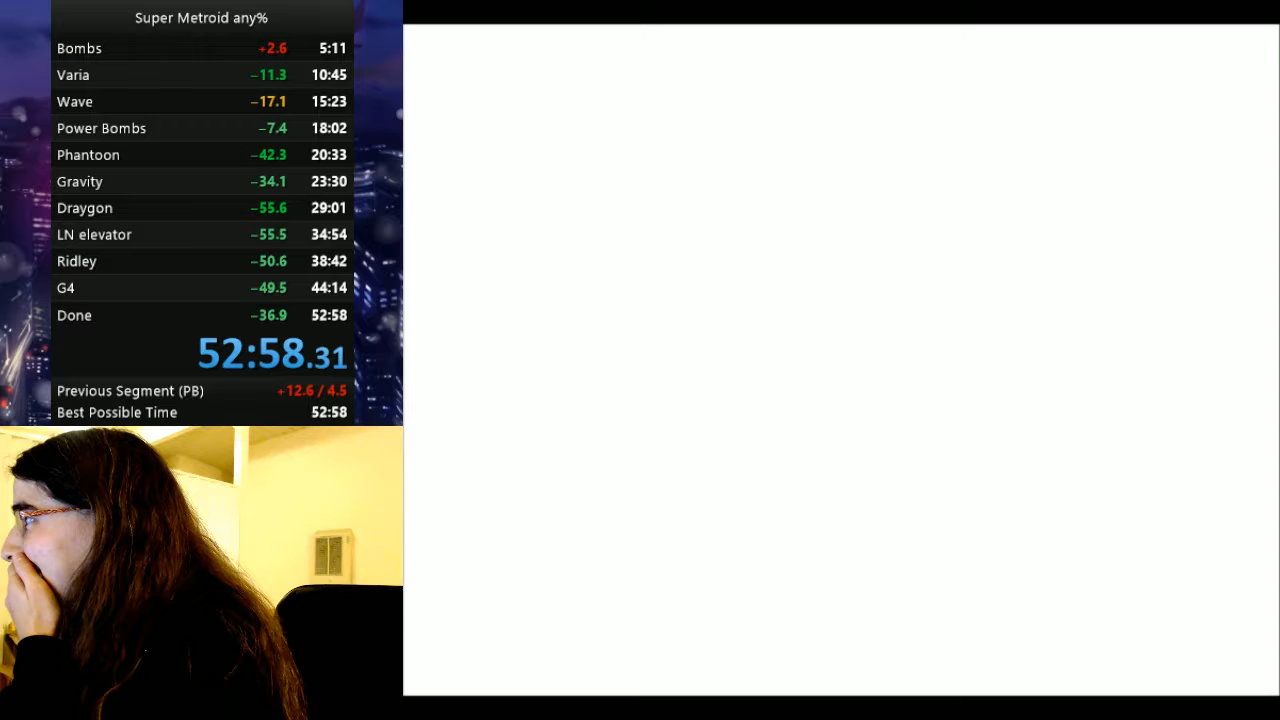 Super Metroid any%
Bombs +2.6 5:11
Varia −11.3 10:45
Wave −17.1 15:23
Power Bombs −7.4 18:02
Phantoon −42.3 20:33
Gravity −34.1 23:30
Draygon −55.6 29:01
LN elevator −55.5 34:54
Ridley −50.6 38:42
G4 −49.5 44:14
Done −36.9 52:58
52:58.31
Previous Segment (PB) +12.6 / 4.5
Best Possible Time 52:58